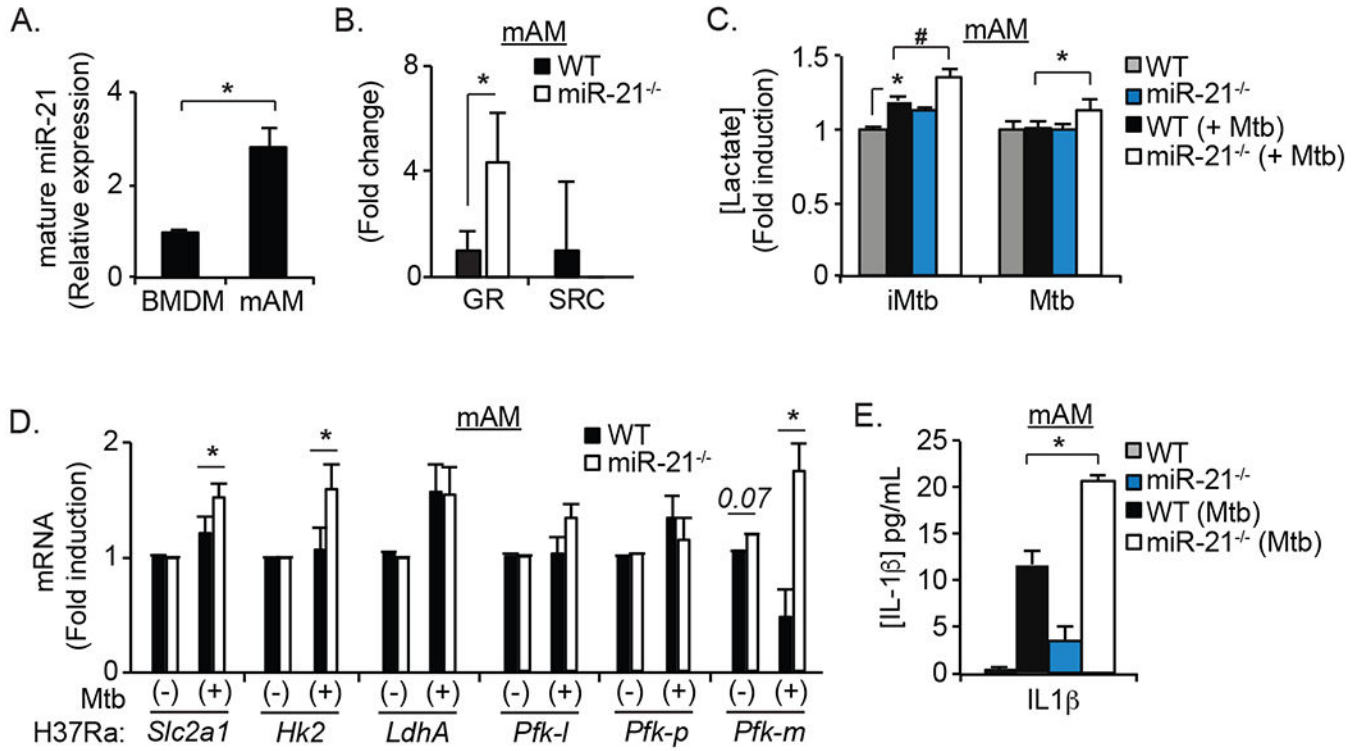 A.
mature miR-21
(Relative expression)
4
2
0
*
BMDM mAM
B.
mAM
WT
miR-21-/-
(Fold change)
8
4
0
*
GR SRC
C.
mAM
#
*
*
[Lactate]
(Fold induction)
1.5
1
0.5
0
iMtb Mtb
WT
miR-21-/-
WT (+ Mtb)
miR-21-/- (+ Mtb)
D.
mAM
WT
miR-21-/-
mRNA
(Fold induction)
2
1
0
*
*
0.07
*
Mtb (-) (+) (-) (+) (-) (+) (-) (+) (-) (+) (-) (+)
H37Ra: Slc2a1 Hk2 LdhA Pfk-l Pfk-p Pfk-m
E.
mAM
*
[IL-1β] pg/mL
25
20
15
10
5
0
IL1β
WT
miR-21-/-
WT (Mtb)
miR-21-/- (Mtb)